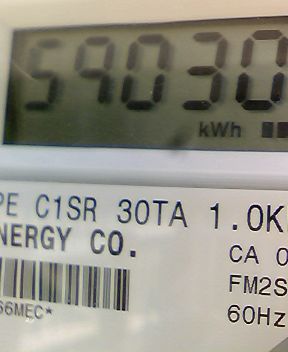 59030
kWh
PE C1SR 30TA 1.0K
NERGY CO.
CA 0
FM2S
66MEC*
60Hz